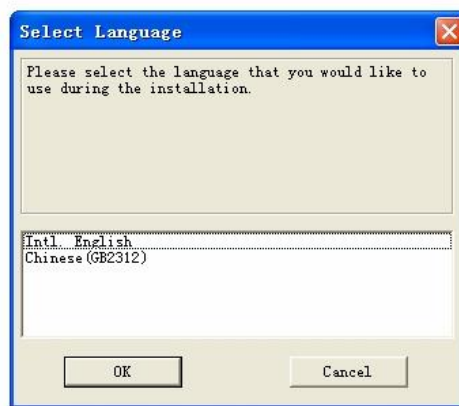 Select Language
Please select the language that you would like to
use during the installation.
Intl. English
Chinese(GB2312)
OK
Cancel